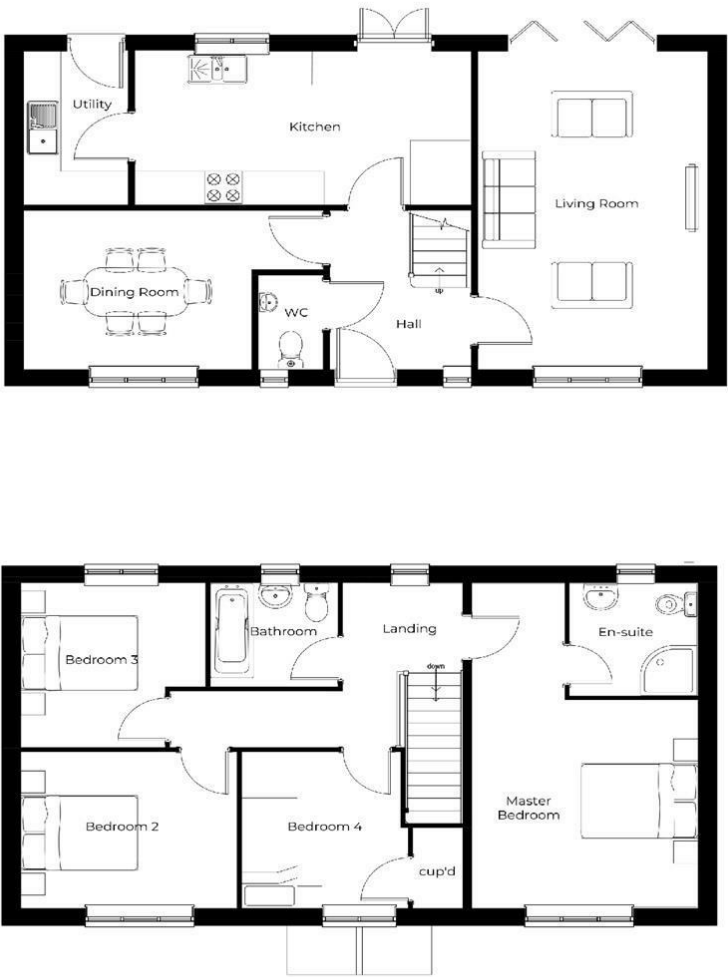 Utility
Kitchen
Living Room
Dining Room
WC
up
Hall
Bathroom
Landing
En-suite
Bedroom 3
down
Master
Bedroom
Bedroom 2
Bedroom 4
cup'd